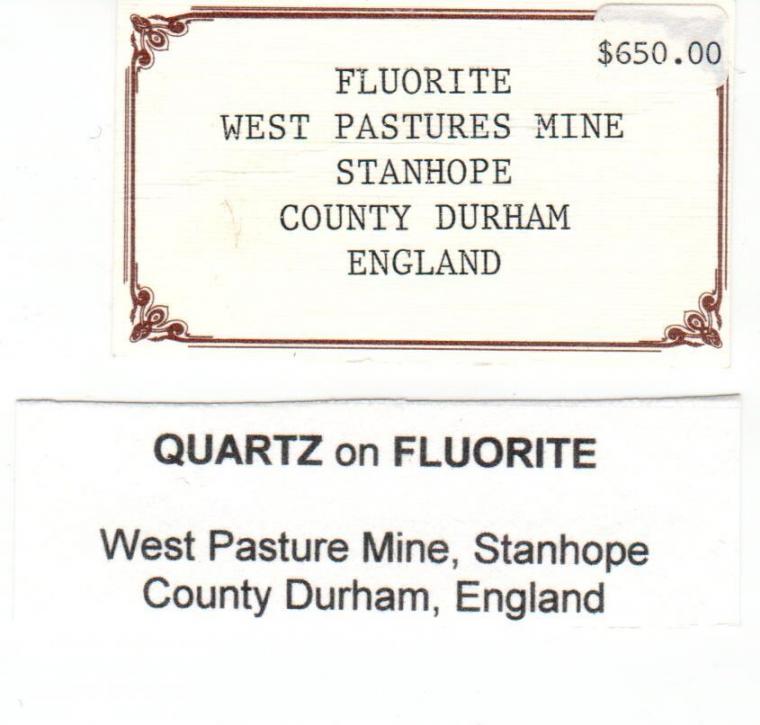 $650.00
FLUORITE
WEST PASTURES MINE
STANHOPE
COUNTY DURHAM
ENGLAND
QUARTZ on FLUORITE
West Pasture Mine, Stanhope
County Durham, England